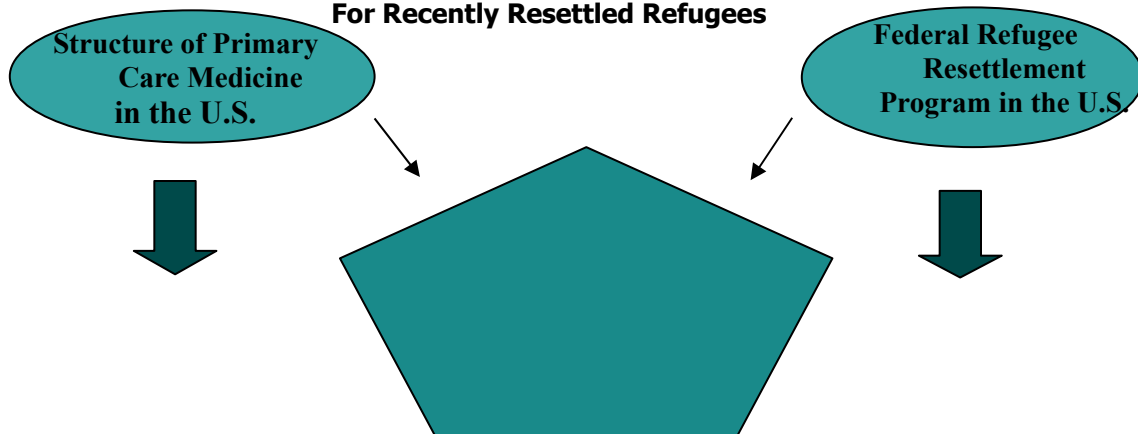 For Recently Resettled Refugees
Structure of Primary
Care Medicine
in the U.S.
Federal Refugee
Resettlement
Program in the U.S.